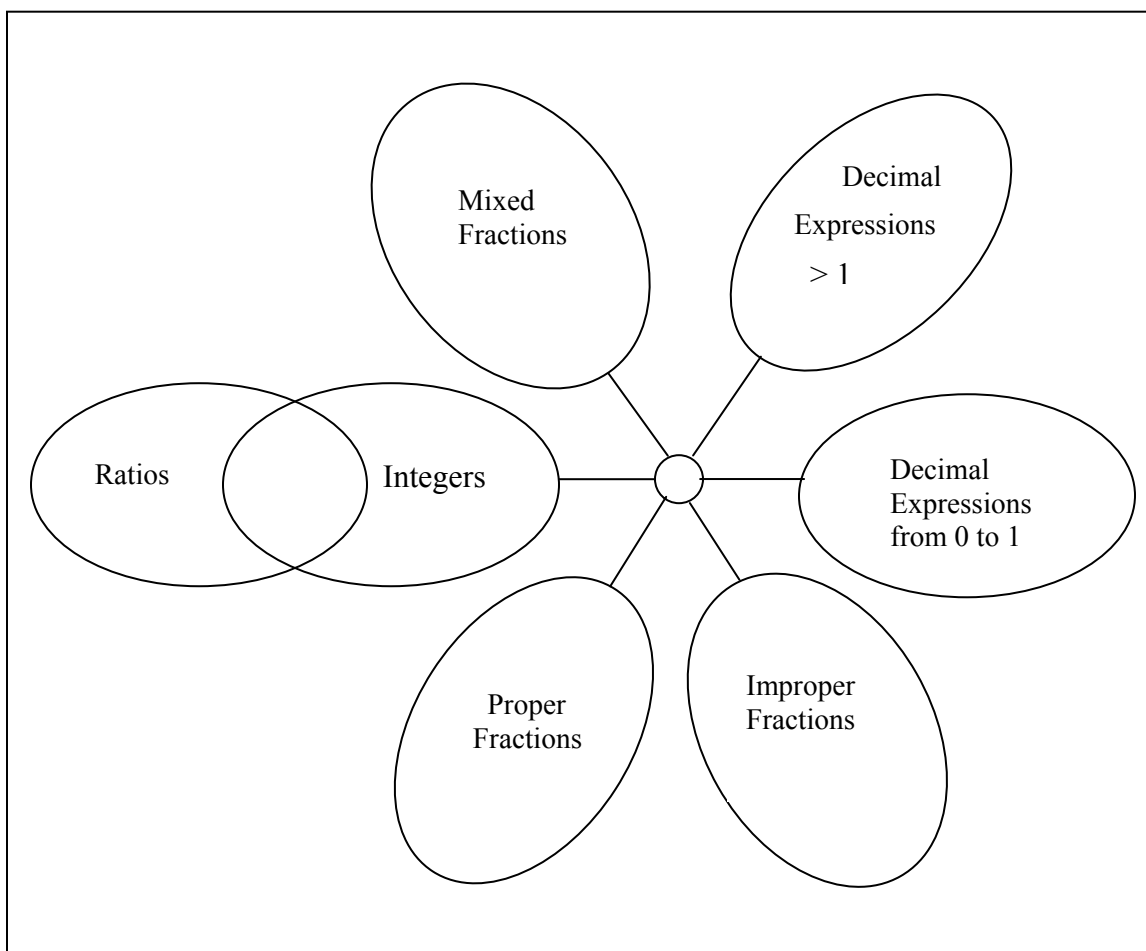 Mixed
Fractions
Decimal
Expressions
> 1
Ratios
Integers
Decimal
Expressions
from 0 to 1
Proper
Fractions
Improper
Fractions